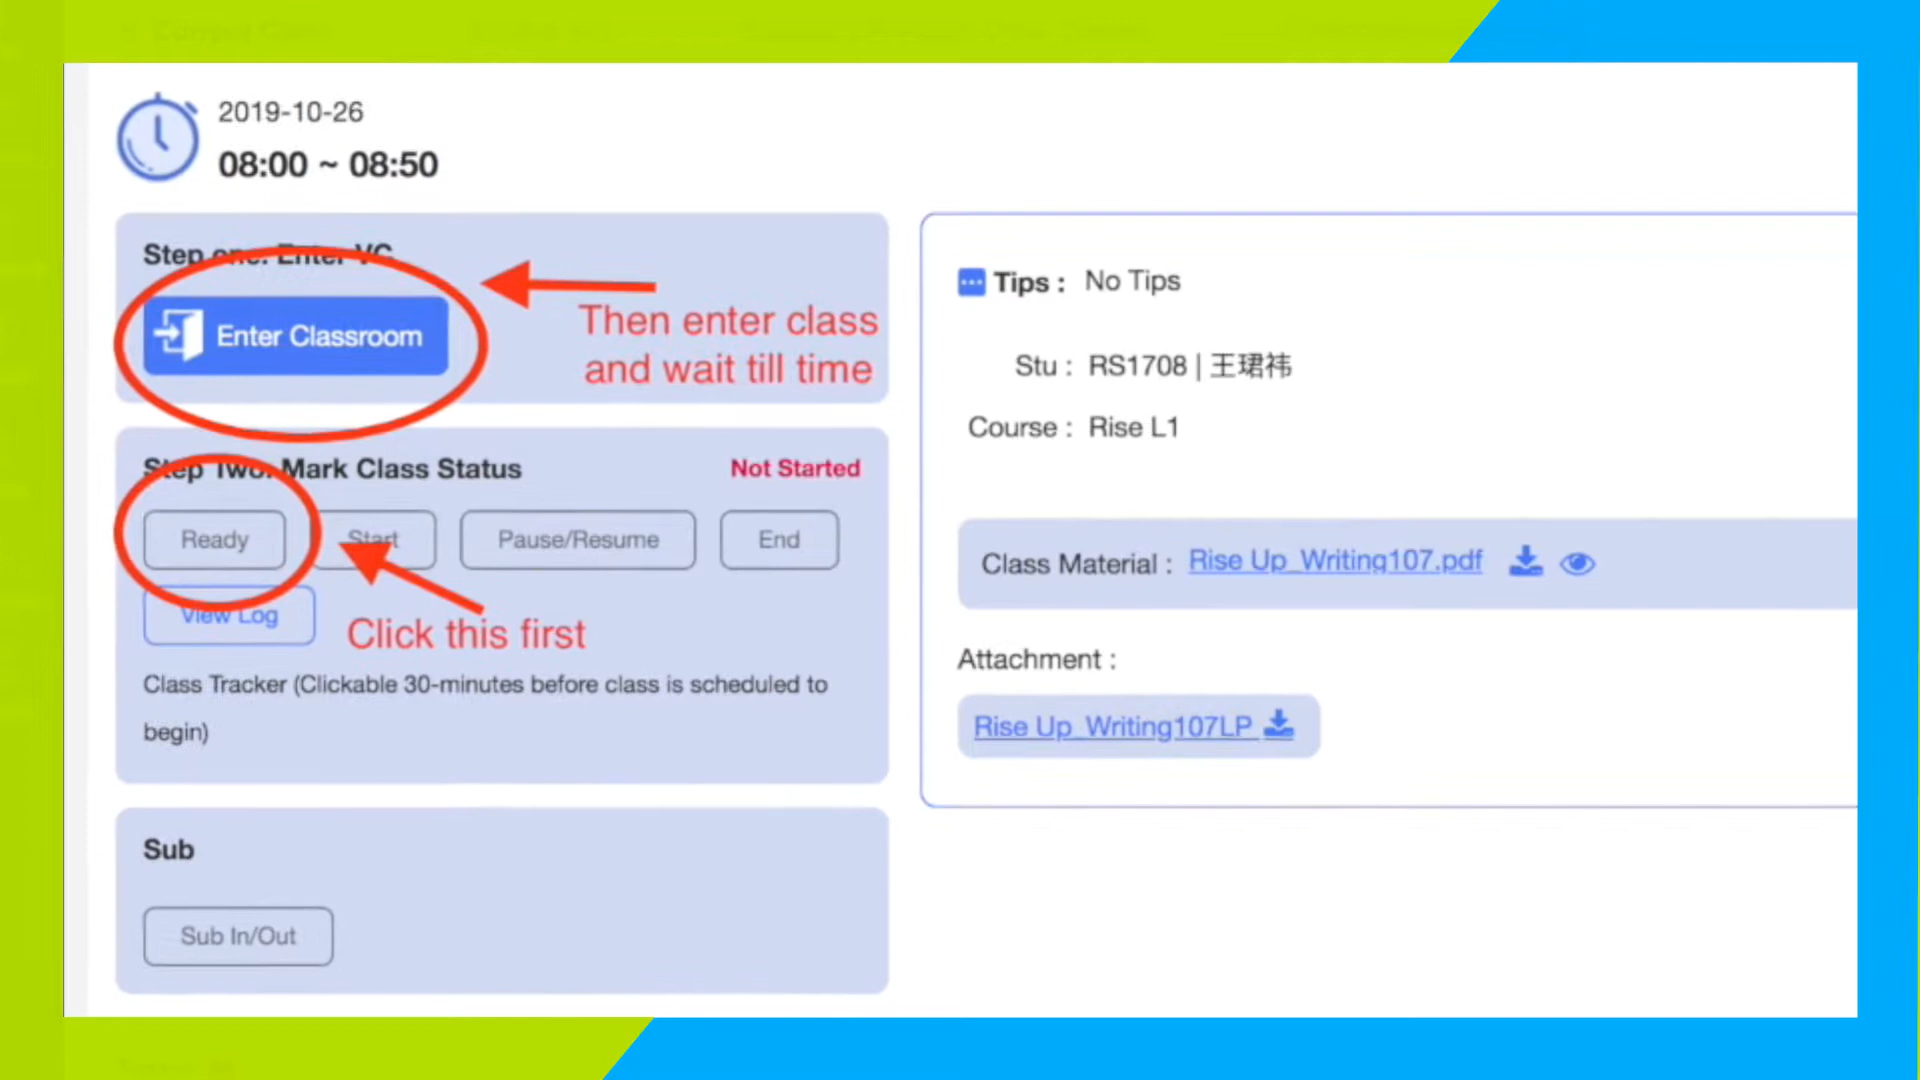 2019-10-26
08:00 ~ 08:50
Step one: Enter VC
Enter Classroom
Then enter class
and wait till time
Step Two: Mark Class Status
Not Started
Ready
Start
Pause/Resume
End
View Log
Click this first
Class Tracker (Clickable 30-minutes before class is scheduled to
begin)
Sub
Sub In/Out
Tips : No Tips
Stu : RS1708 | 王珺祎
Course : Rise L1
Class Material : Rise Up_Writing107.pdf
Attachment :
Rise Up_Writing107LP